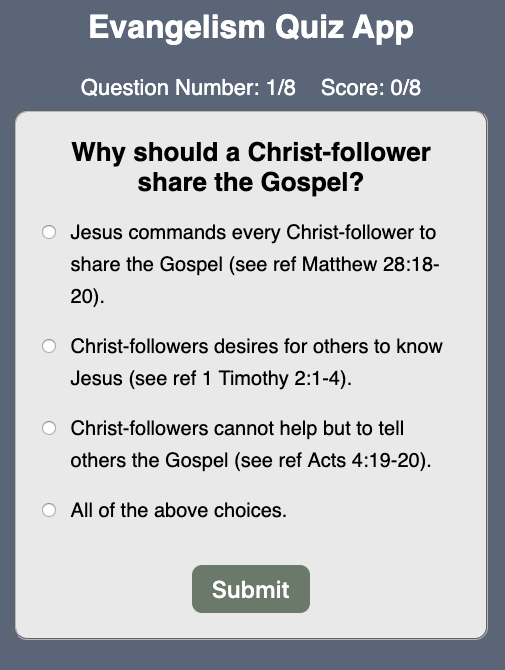 Evangelism Quiz App
Question Number: 1/8 Score: 0/8
Why should a Christ-follower
share the Gospel?
Jesus commands every Christ-follower to
share the Gospel (see ref Matthew 28:18-
20).
Christ-followers desires for others to know
Jesus (see ref 1 Timothy 2:1-4).
Christ-followers cannot help but to tell
others the Gospel (see ref Acts 4:19-20).
All of the above choices.
Submit